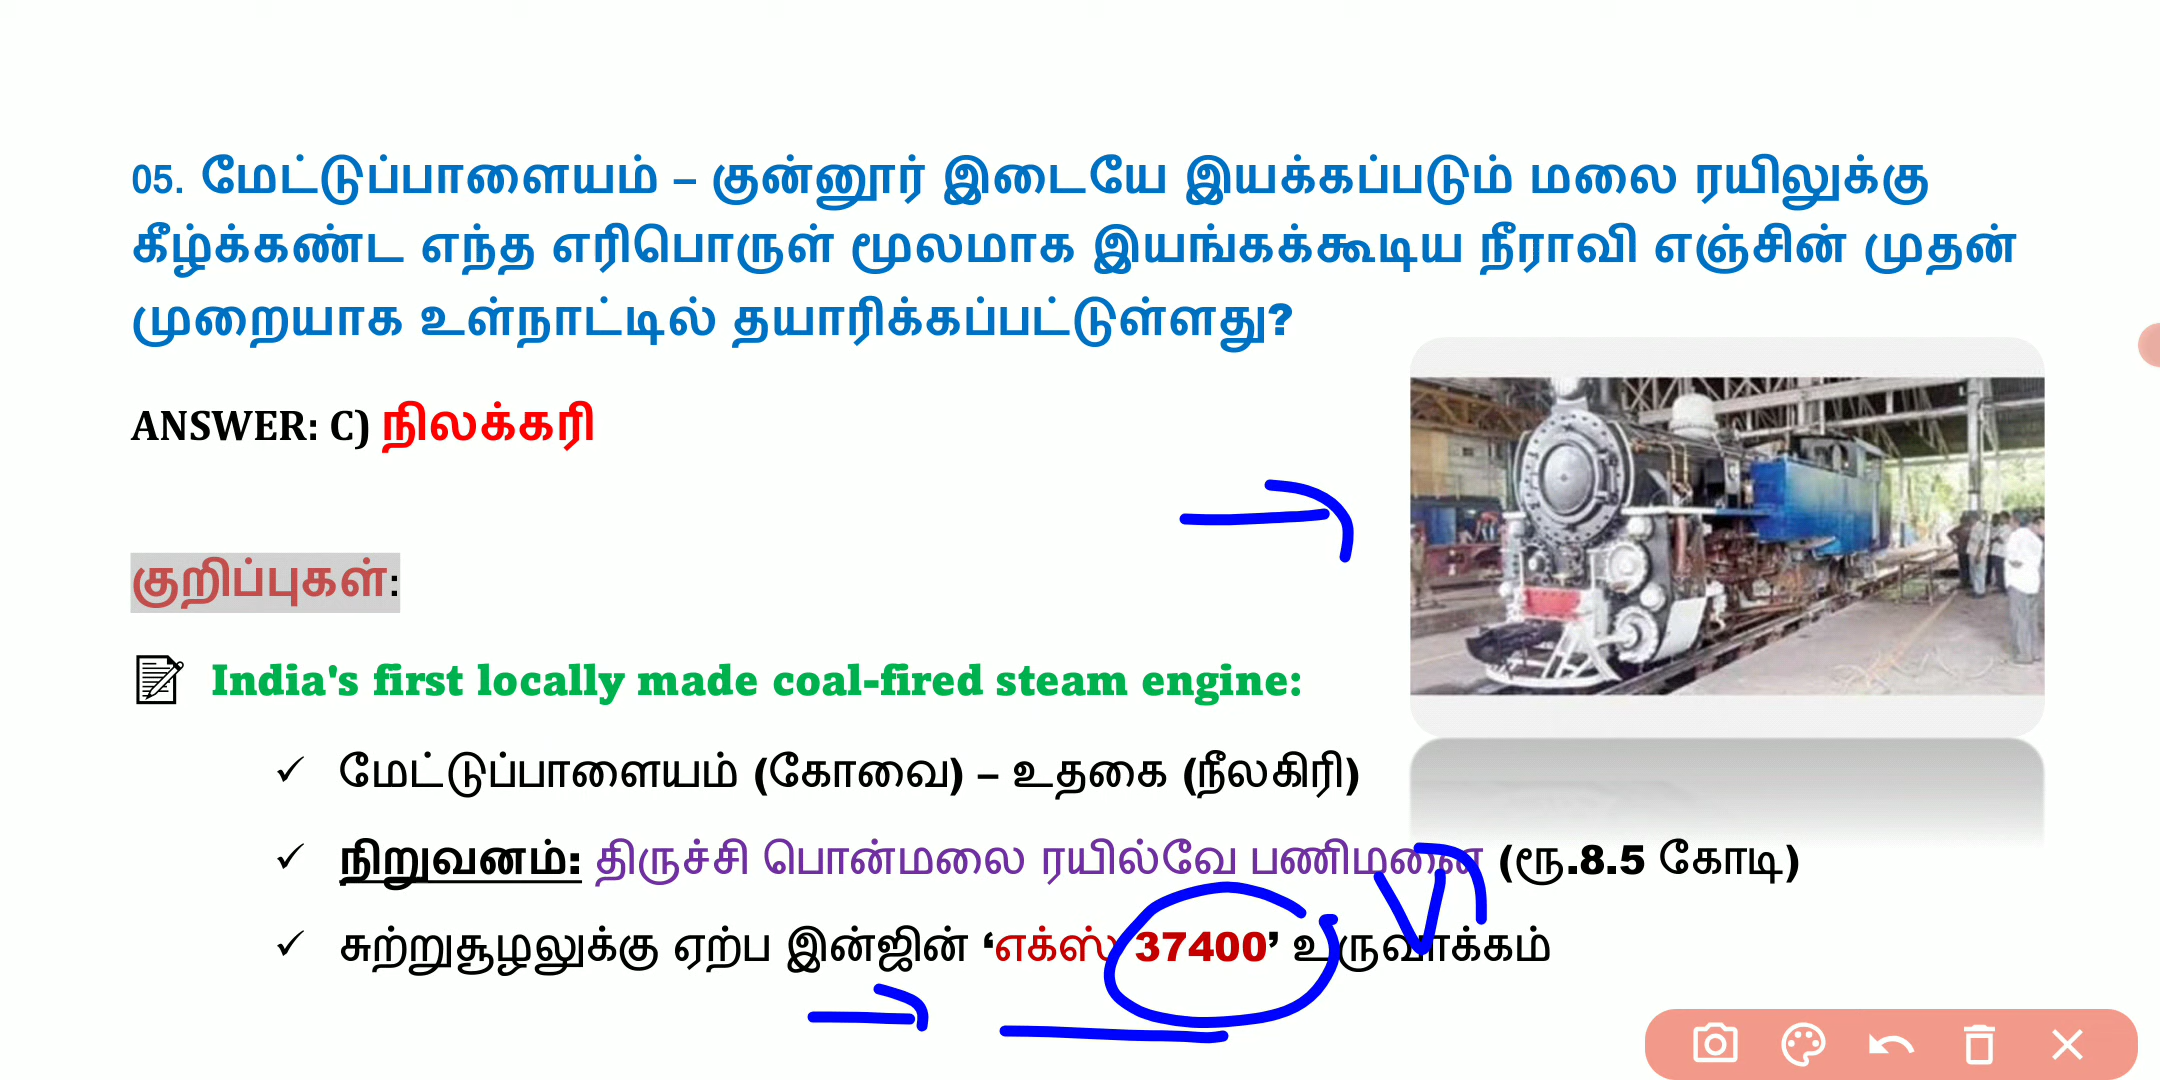 05. மேட்டுப்பாளையம் – குன்னூர் இடையே இயக்கப்படும் மலை ரயிலுக்கு
கீழ்க்கண்ட எந்த எரிபொருள் மூலமாக இயங்கக்கூடிய நீராவி எஞ்சின் முதன்
முறையாக உள்நாட்டில் தயாரிக்கப்பட்டுள்ளது?
ANSWER: C) நிலக்கரி
குறிப்புகள்:
India's first locally made coal-fired steam engine:
✓ மேட்டுப்பாளையம் (கோவை) – உதகை (நீலகிரி)
✓ நிறுவனம்: திருச்சி பொன்மலை ரயில்வே பணிமனை (ரூ.8.5 கோடி)
✓ சுற்றுசூழலுக்கு ஏற்ப இன்ஜின் ‘எக்ஸ் 37400’ உருவாக்கம்